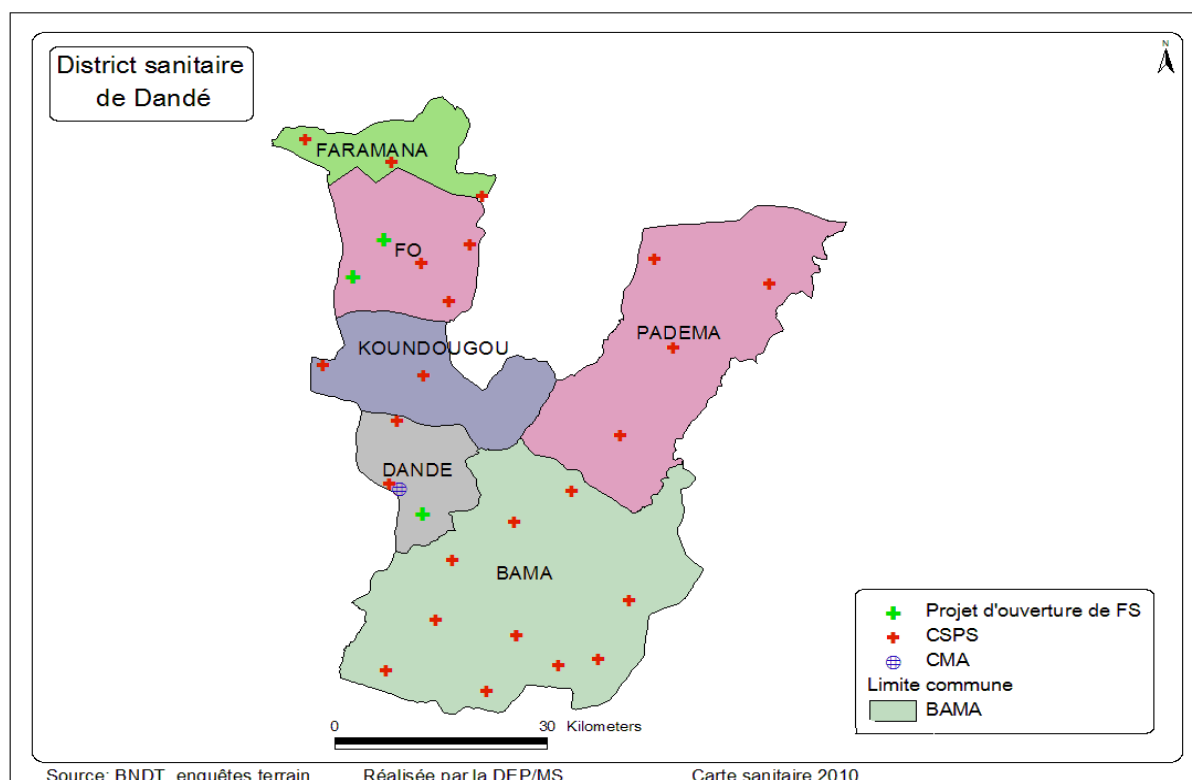 District sanitaire
de Dandé
N
FARAMANA
FO
PADEMA
KOUNDOUGOU
DANDE
BAMA
Projet d'ouverture de FS
CSPS
CMA
Limite commune
BAMA
0 30 Kilometers
Source: BNDT, enquêtes terrain Réalisée par la DEP/MS Carte sanitaire 2010